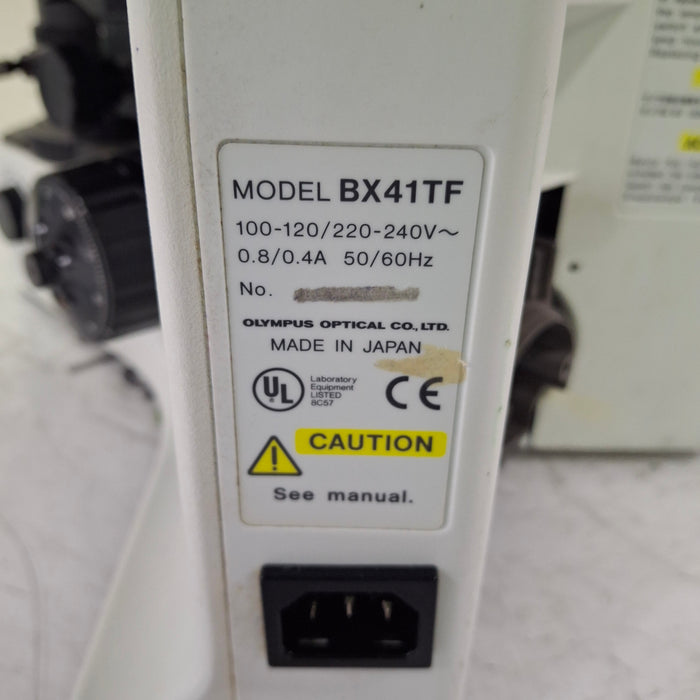 MODEL BX41TF
100-120/220-240V～
0.8/0.4A 50/60Hz
No.
OLYMPUS OPTICAL CO., LTD.
MADE IN JAPAN
UL
Laboratory
Equipment
LISTED
8C57
CE
CAUTION
See manual.